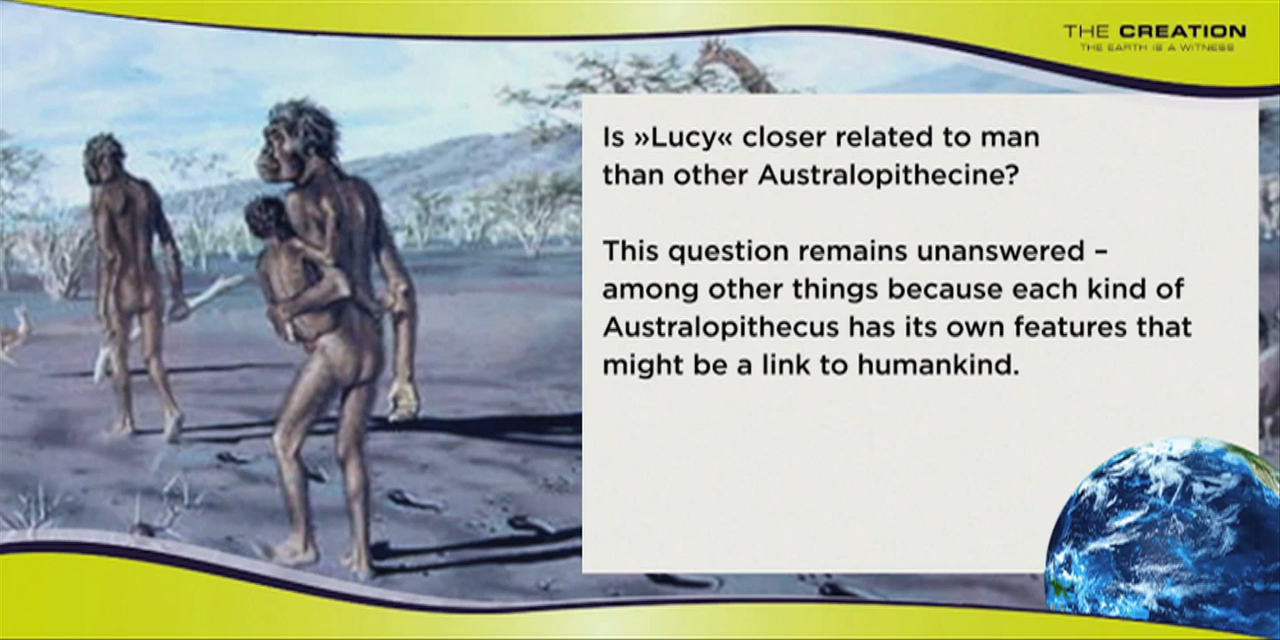 THE CREATION
THE EARTH IS A WITNESS
Is »Lucy« closer related to man
than other Australopithecine?
This question remains unanswered –
among other things because each kind of
Australopithecus has its own features that
might be a link to humankind.